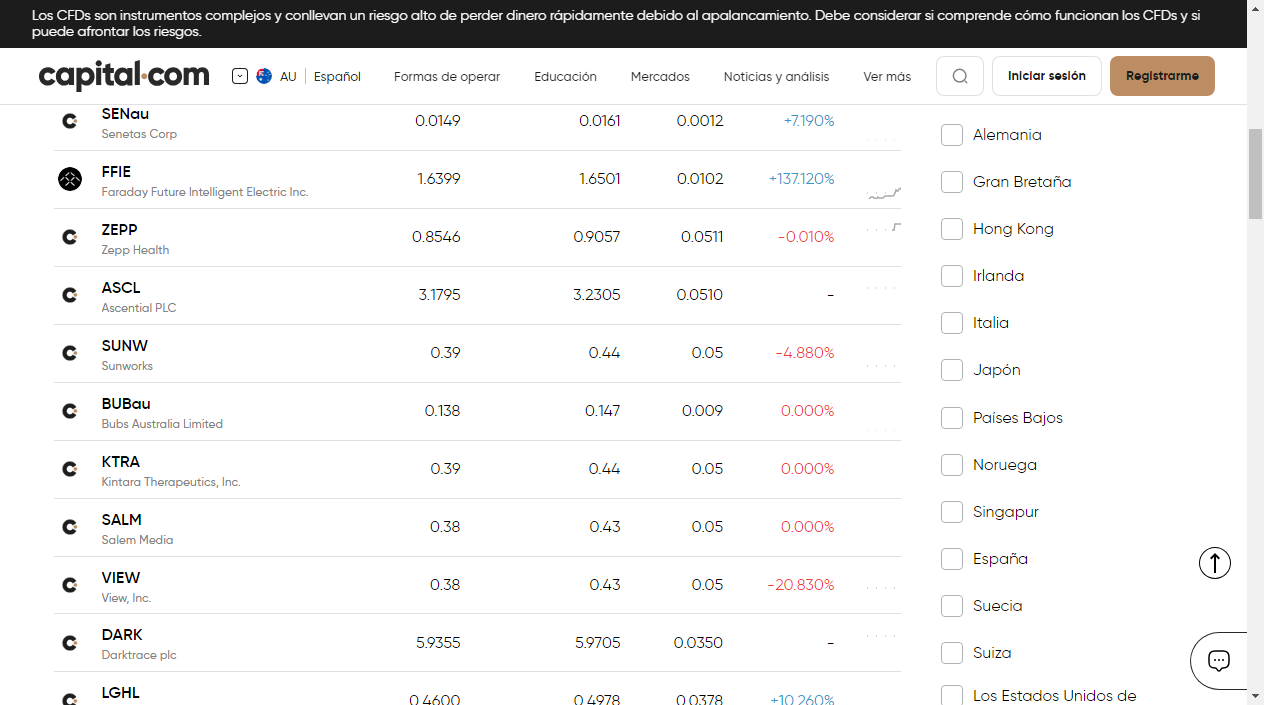 Los CFDs son instrumentos complejos y conllevan un riesgo alto de perder dinero rápidamente debido al apalancamiento. Debe considerar si comprende cómo funcionan los CFDs y si
puede afrontar los riesgos.
capital.com
AU Español Formas de operar Educación Mercados Noticias y análisis Ver más Iniciar sesión Registrarme
SENau 0.0149 0.0161 0.0012 +7.190%
Senetas Corp
FFIE 1.6399 1.6501 0.0102 +137.120%
Faraday Future Intelligent Electric Inc.
ZEPP 0.8546 0.9057 0.0511 -0.010%
Zepp Health
ASCL 3.1795 3.2305 0.0510 -
Ascential PLC
SUNW 0.39 0.44 0.05 -4.880%
Sunworks
BUBau 0.138 0.147 0.009 0.000%
Bubs Australia Limited
KTRA 0.39 0.44 0.05 0.000%
Kintara Therapeutics, Inc.
SALM 0.38 0.43 0.05 0.000%
Salem Media
VIEW 0.38 0.43 0.05 -20.830%
View, Inc.
DARK 5.9355 5.9705 0.0350 -
Darktrace plc
LGHL 0.4600 0.4978 0.0378 +10.260%
Alemania
Gran Bretaña
Hong Kong
Irlanda
Italia
Japón
Países Bajos
Noruega
Singapur
España
Suecia
Suiza
Los Estados Unidos de